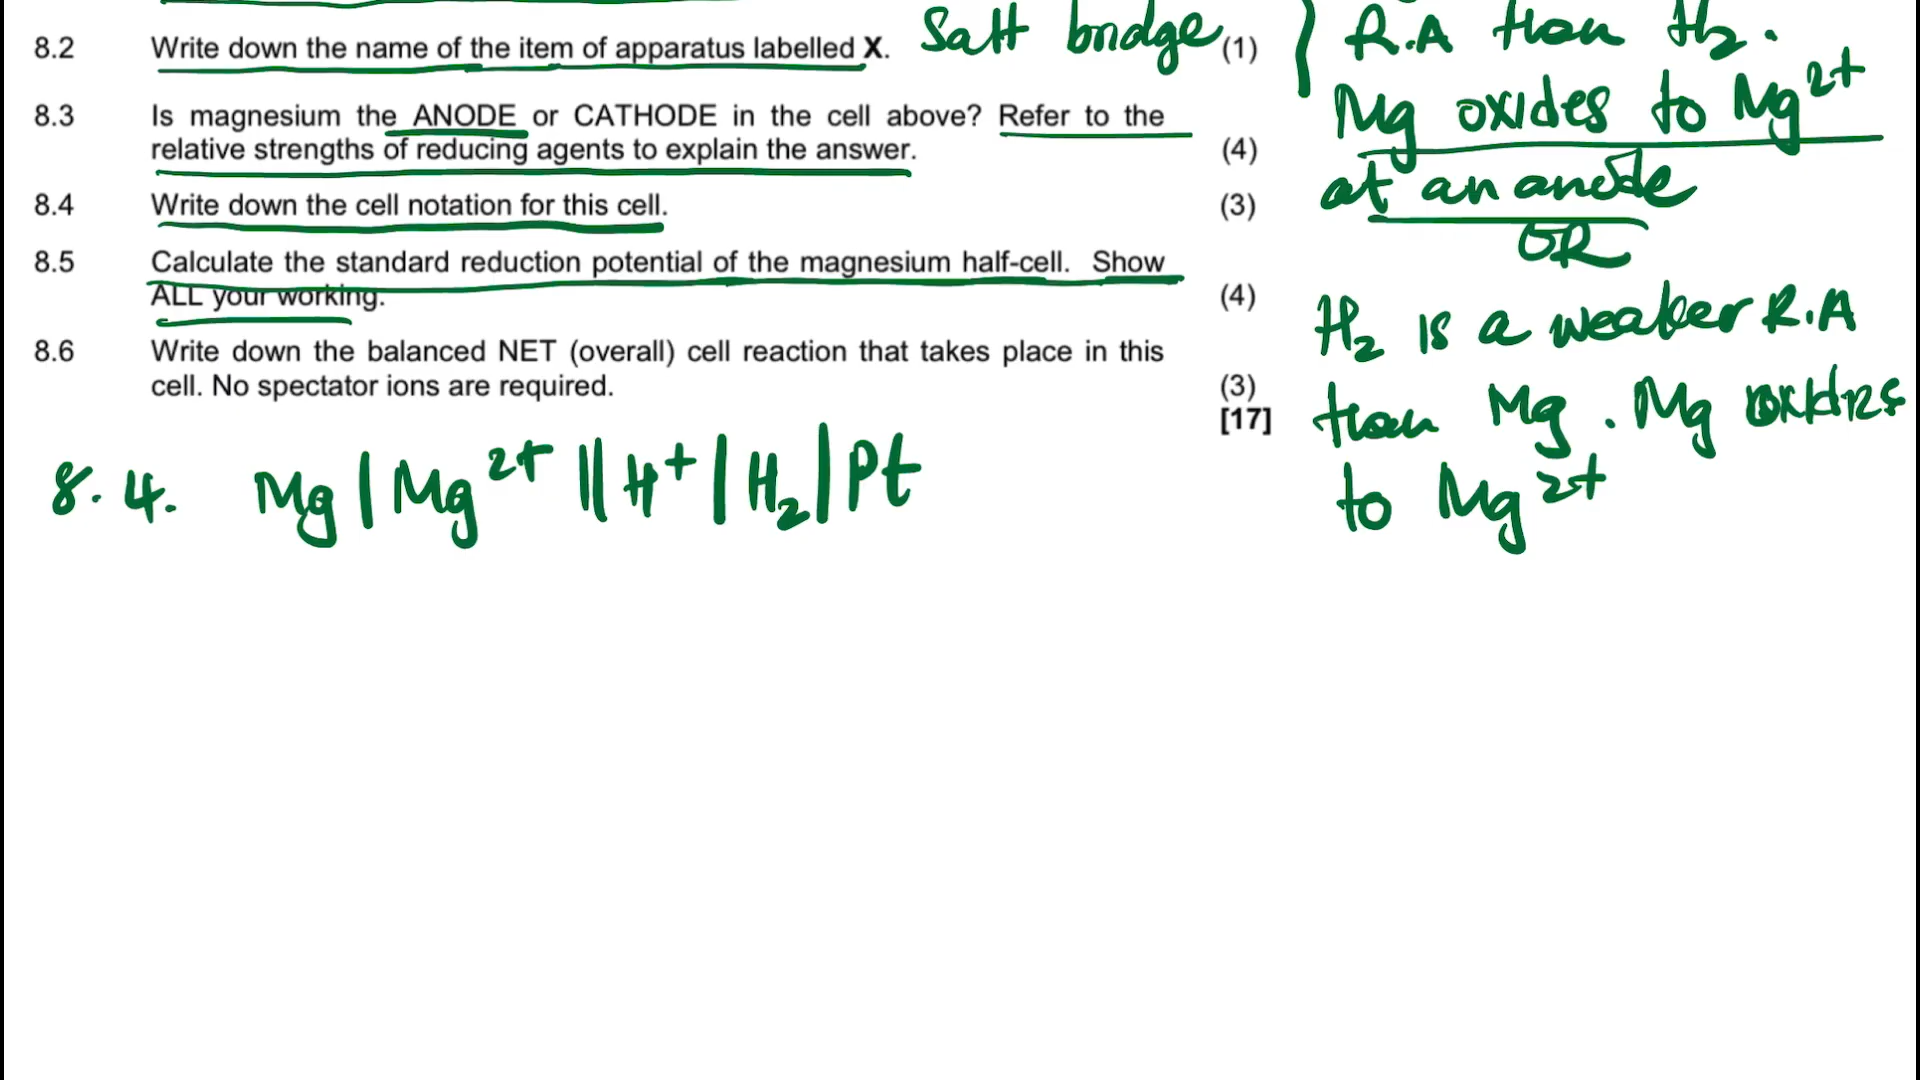 8.2 Write down the name of the item of apparatus labelled X. Salt bridge (1)
8.3 Is magnesium the ANODE or CATHODE in the cell above? Refer to the
relative strengths of reducing agents to explain the answer. (4)
8.4 Write down the cell notation for this cell. (3)
8.5 Calculate the standard reduction potential of the magnesium half-cell. Show
ALL your working. (4)
8.6 Write down the balanced NET (overall) cell reaction that takes place in this
cell. No spectator ions are required. (3)
[17]
R.A than H₂.
Mg oxides to Mg²⁺
at an anode
OR
H₂ is a weaker R.A
than Mg. Mg
to Mg²⁺
8.4. Mg | Mg²⁺ || H⁺ | H₂ | Pt